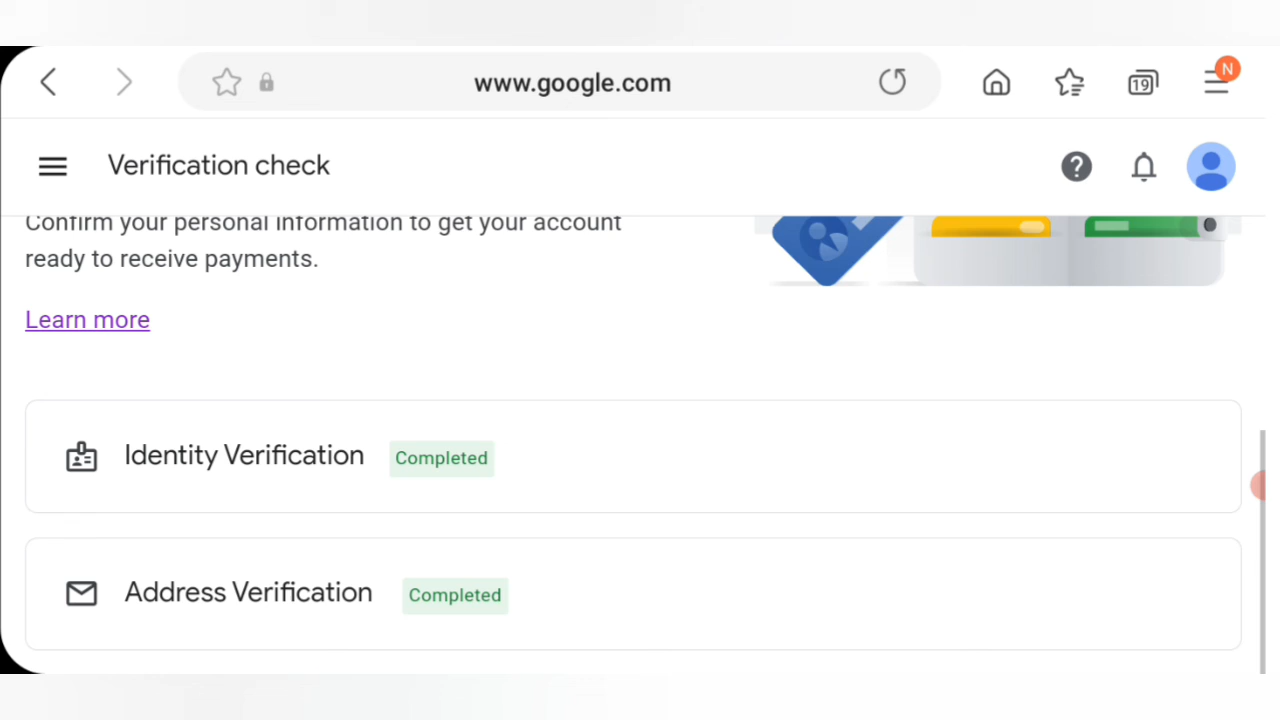 www.google.com
19
N
Verification check
Confirm your personal information to get your account
ready to receive payments.
Learn more
Identity Verification Completed
Address Verification Completed